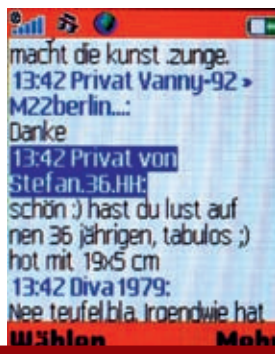 macht die kunst .zunge.
13:42 Privat Vanny-92 »
M22berlin...:
Danke
13:42 Privat von
Stefan.36.HH:
schön :) hast du lust auf
nen 36 jährigen, tabulos ;)
hot mit 19x5 cm
13:42 Diva1979:
Nee teufel.bla. Irgendwie hat
Wählen Mehr